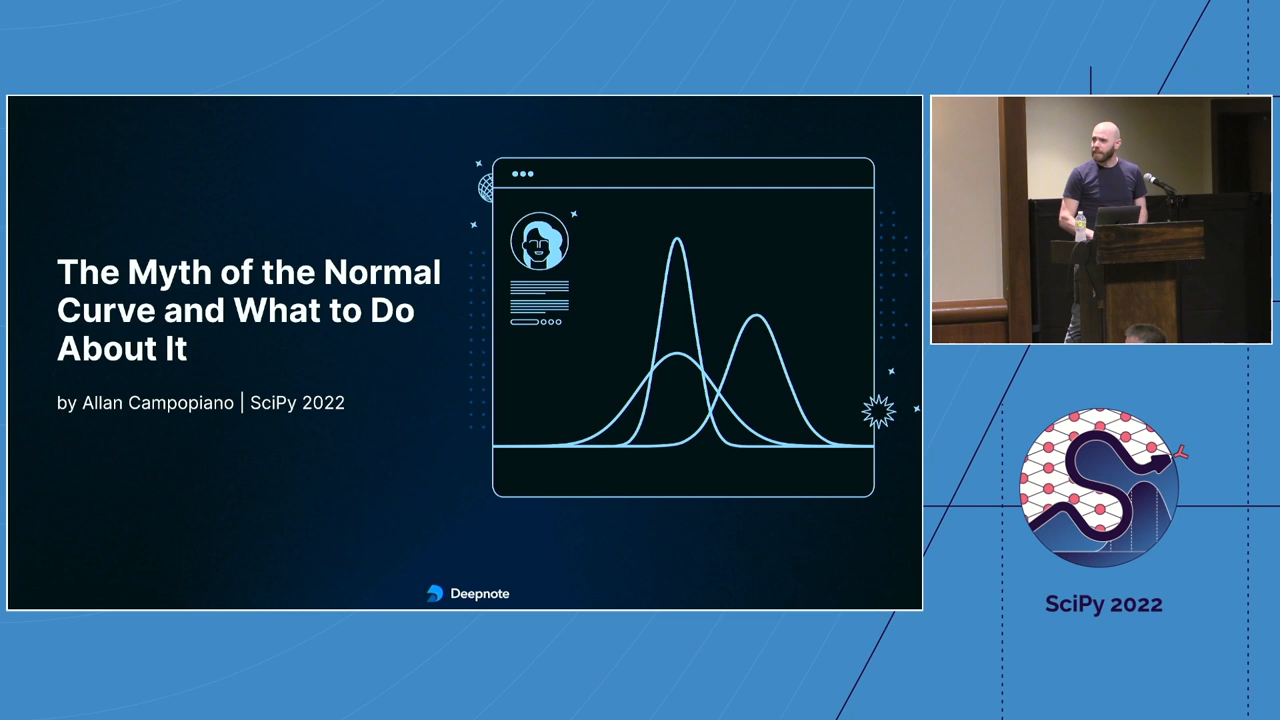 The Myth of the Normal
Curve and What to Do
About It
by Allan Campopiano | SciPy 2022
Deepnote
SciPy 2022